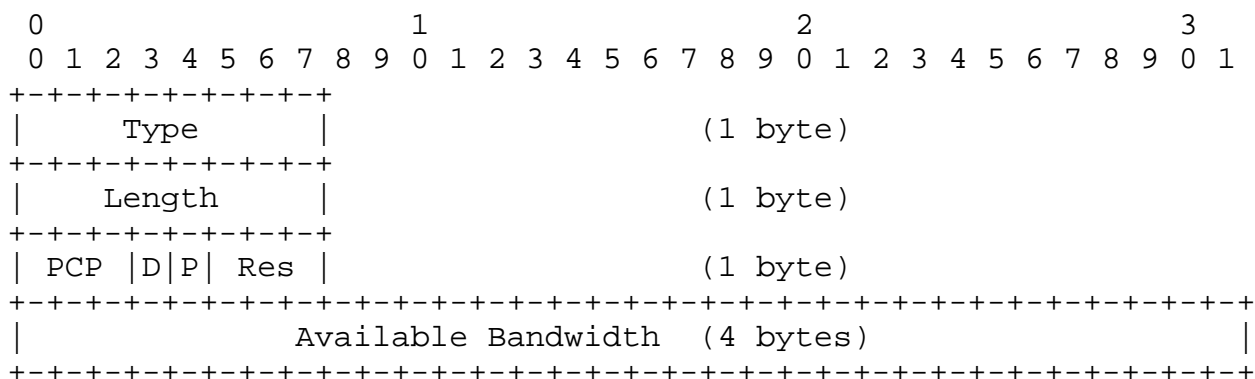 0                   1                   2                   3
 0 1 2 3 4 5 6 7 8 9 0 1 2 3 4 5 6 7 8 9 0 1 2 3 4 5 6 7 8 9 0 1
+-+-+-+-+-+-+-+-+
|     Type      |                   (1 byte)
+-+-+-+-+-+-+-+-+
|    Length     |                   (1 byte)
+-+-+-+-+-+-+-+-+
| PCP |D|P| Res |                   (1 byte)
+-+-+-+-+-+-+-+-+-+-+-+-+-+-+-+-+-+-+-+-+-+-+-+-+-+-+-+-+-+-+-+-+
|              Available Bandwidth  (4 bytes)                   |
+-+-+-+-+-+-+-+-+-+-+-+-+-+-+-+-+-+-+-+-+-+-+-+-+-+-+-+-+-+-+-+-+